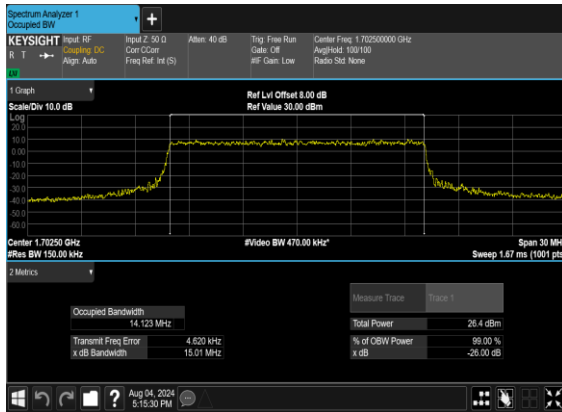 Spectrum Analyzer 1
Occupied BW
KEYSIGHT
R T
Input: RF
Coupling: DC
Align: Auto
Input Z: 50 Ω
Corr CCorr
Freq Ref: Int (S)
Atten: 40 dB
Trig: Free Run
Gate: Off
#IF Gain: Low
Center Freq: 1.702500000 GHz
Avg|Hold: 100/100
Radio Std: None
1 Graph
Scale/Div 10.0 dB
Ref Lvl Offset 8.00 dB
Ref Value 30.00 dBm
Log
20.0
10.0
0.00
-10.0
-20.0
-30.0
-40.0
-50.0
-60.0
Center 1.70250 GHz
#Res BW 150.00 kHz
#Video BW 470.00 kHz*
Span 30 MH
Sweep 1.67 ms (1001 pts
2 Metrics
Occupied Bandwidth
14.123 MHz
Transmit Freq Error 4.620 kHz
x dB Bandwidth 15.01 MHz
Measure Trace Trace 1
Total Power 26.4 dBm
% of OBW Power 99.00 %
x dB -26.00 dB
?
Aug 04, 2024
5:15:30 PM